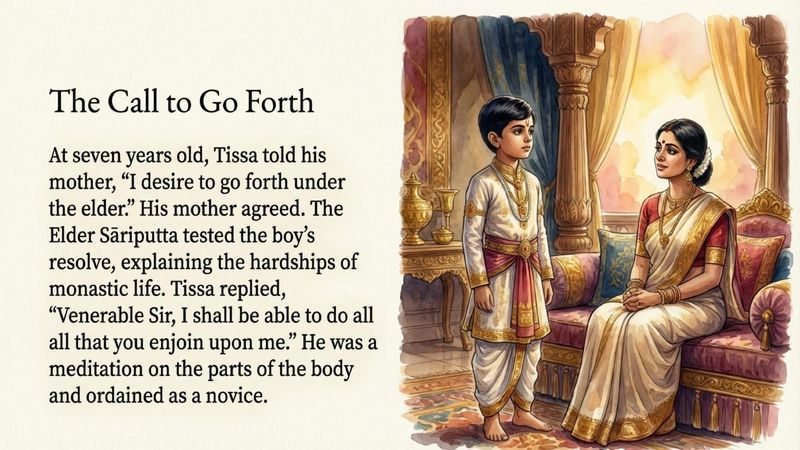 The Call to Go Forth
At seven years old, Tissa told his
mother, “I desire to go forth under
the elder.” His mother agreed. The
Elder Sāriputta tested the boy’s
resolve, explaining the hardships of
monastic life. Tissa replied,
“Venerable Sir, I shall be able to do all
all that you enjoin upon me.” He was a
meditation on the parts of the body
and ordained as a novice.